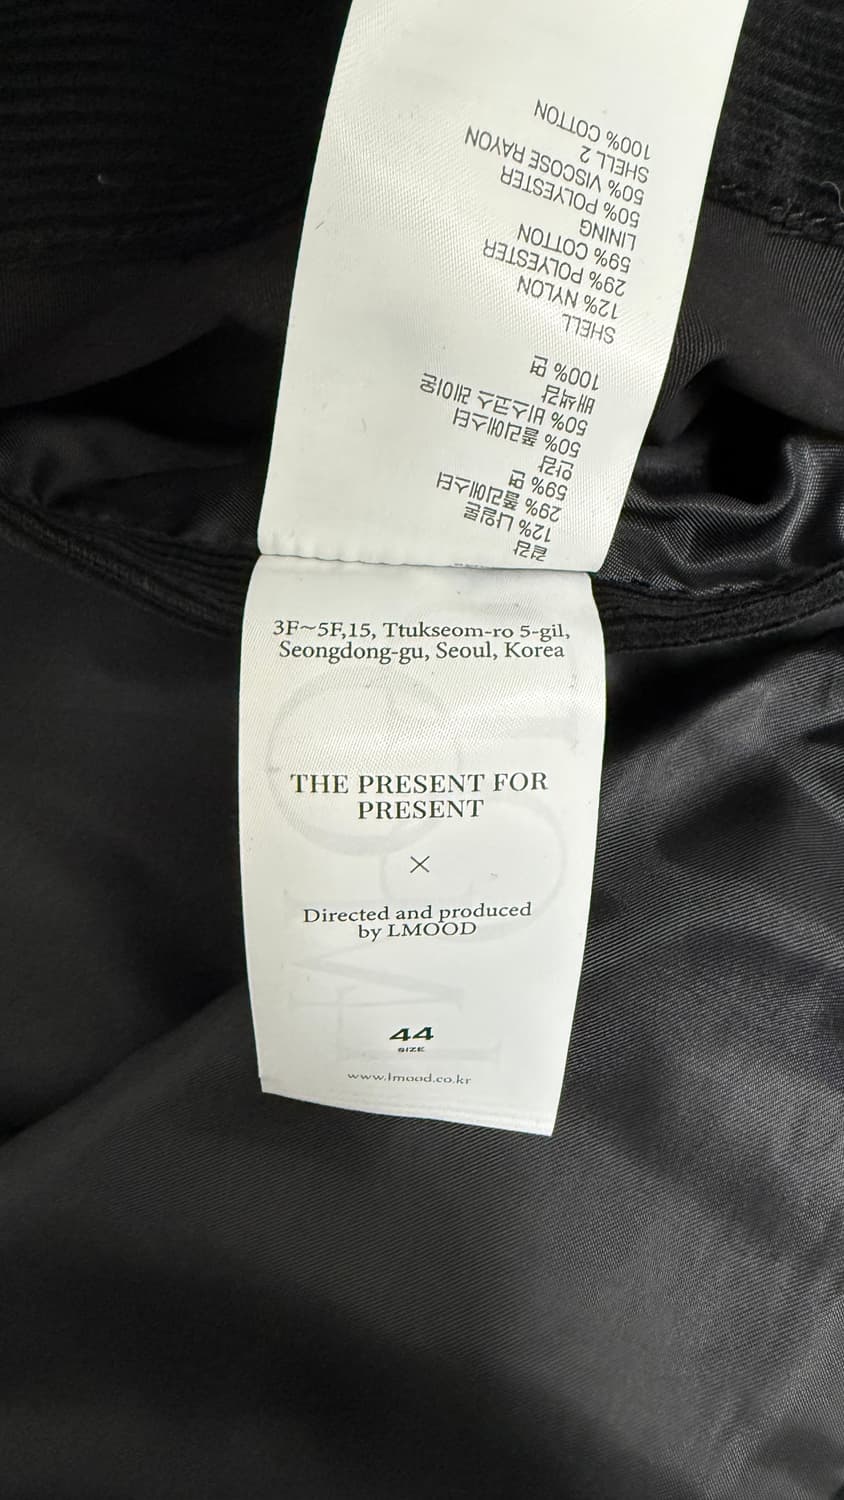 겉감
12% 나일론
29% 폴리에스터
59% 면
안감
50% 폴리에스터
50% 비스코스 레이온
배색감
100% 면
SHELL
12% NYLON
29% POLYESTER
59% COTTON
LINING
50% POLYESTER
50% VISCOSE RAYON
SHELL 2
100% COTTON
3F~5F,15, Ttukseom-ro 5-gil,
Seongdong-gu, Seoul, Korea
THE PRESENT FOR
PRESENT
×
Directed and produced
by LMOOD
44
SIZE
www.lmood.co.kr